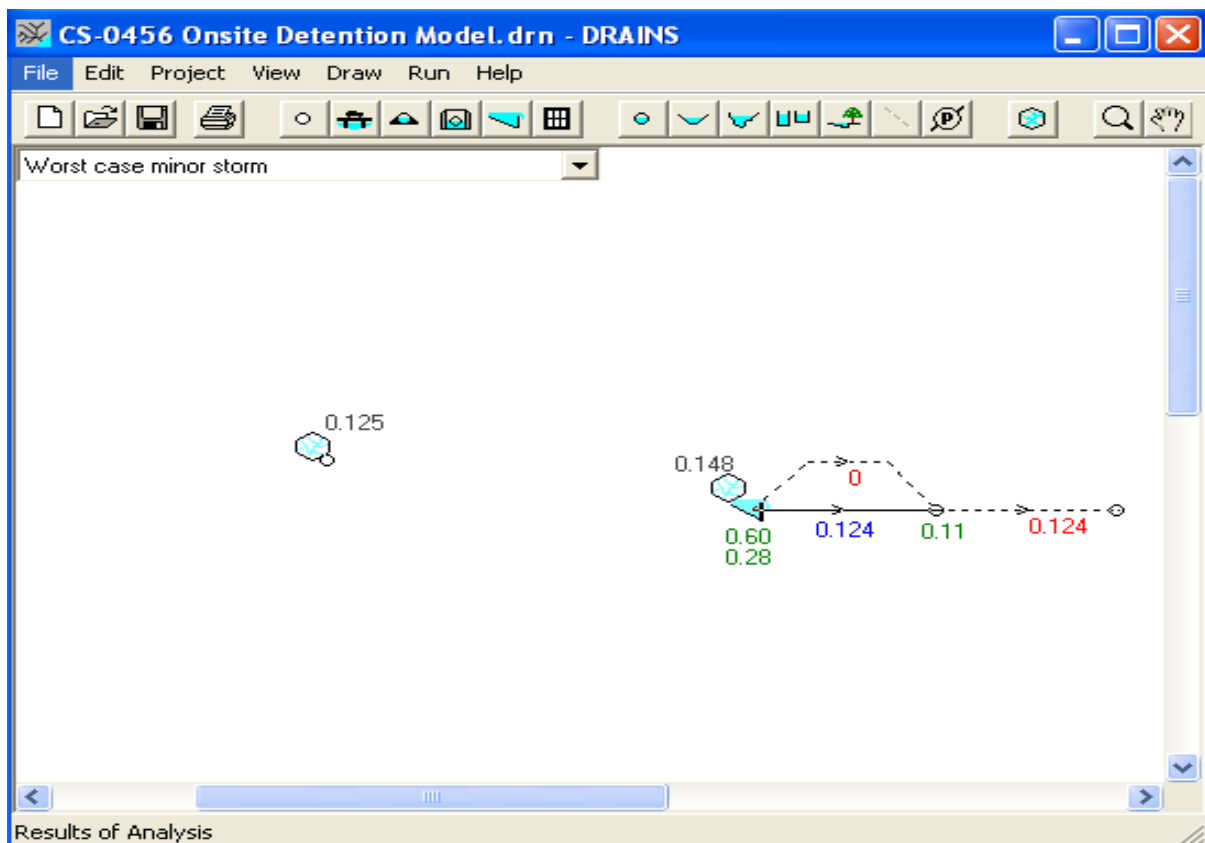 CS-0456 Onsite Detention Model.drn - DRAINS
File Edit Project View Draw Run Help
P
Worst case minor storm
0.125
0.148
0
0.60
0.124
0.11
0.124
0.28
Results of Analysis